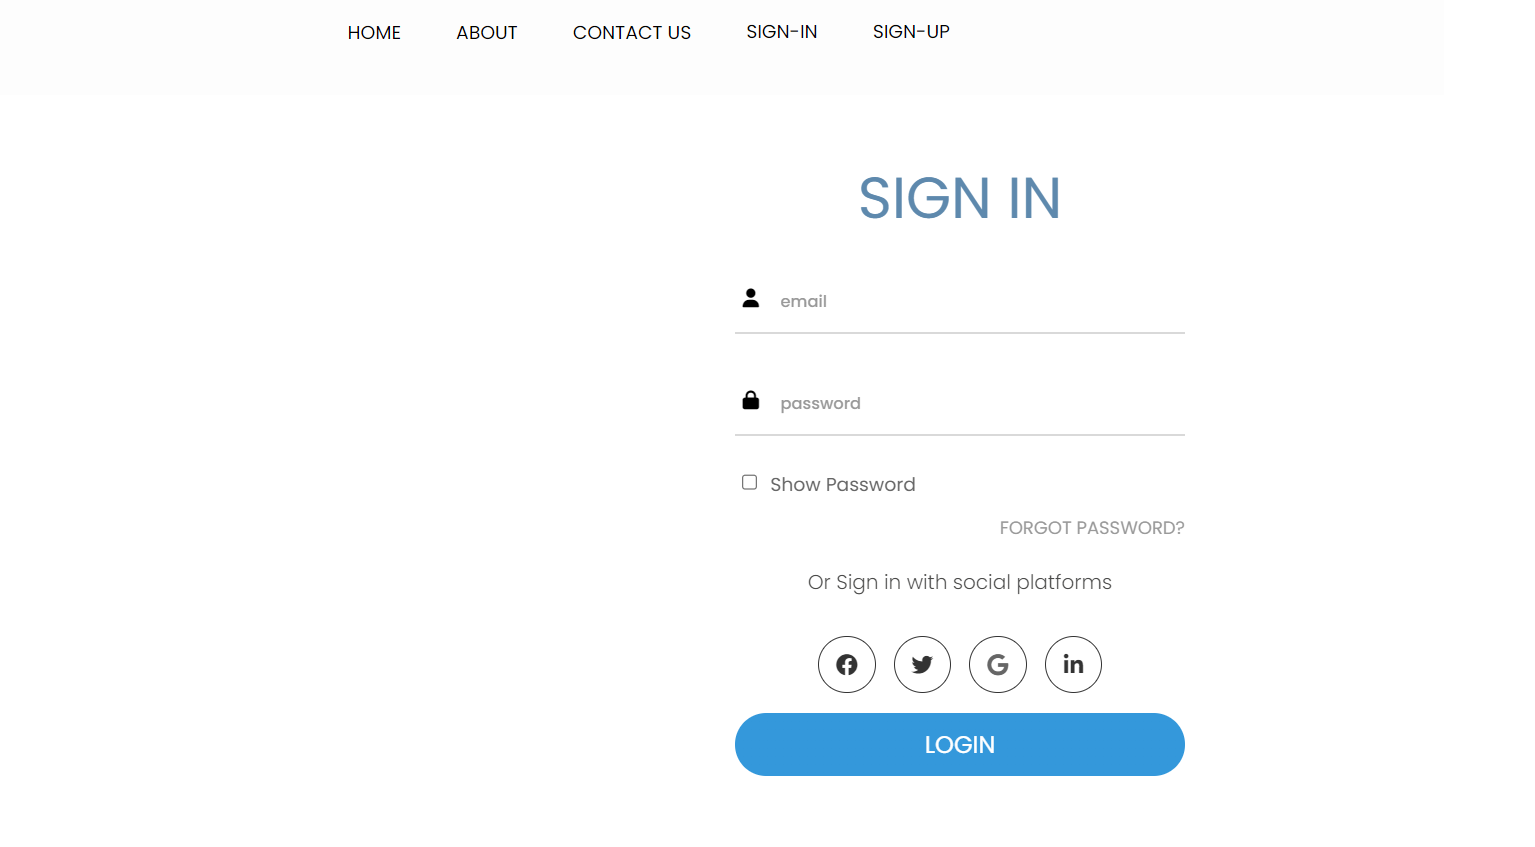 HOME ABOUT CONTACT US SIGN-IN SIGN-UP
SIGN IN
email
password
Show Password
FORGOT PASSWORD?
Or Sign in with social platforms
LOGIN